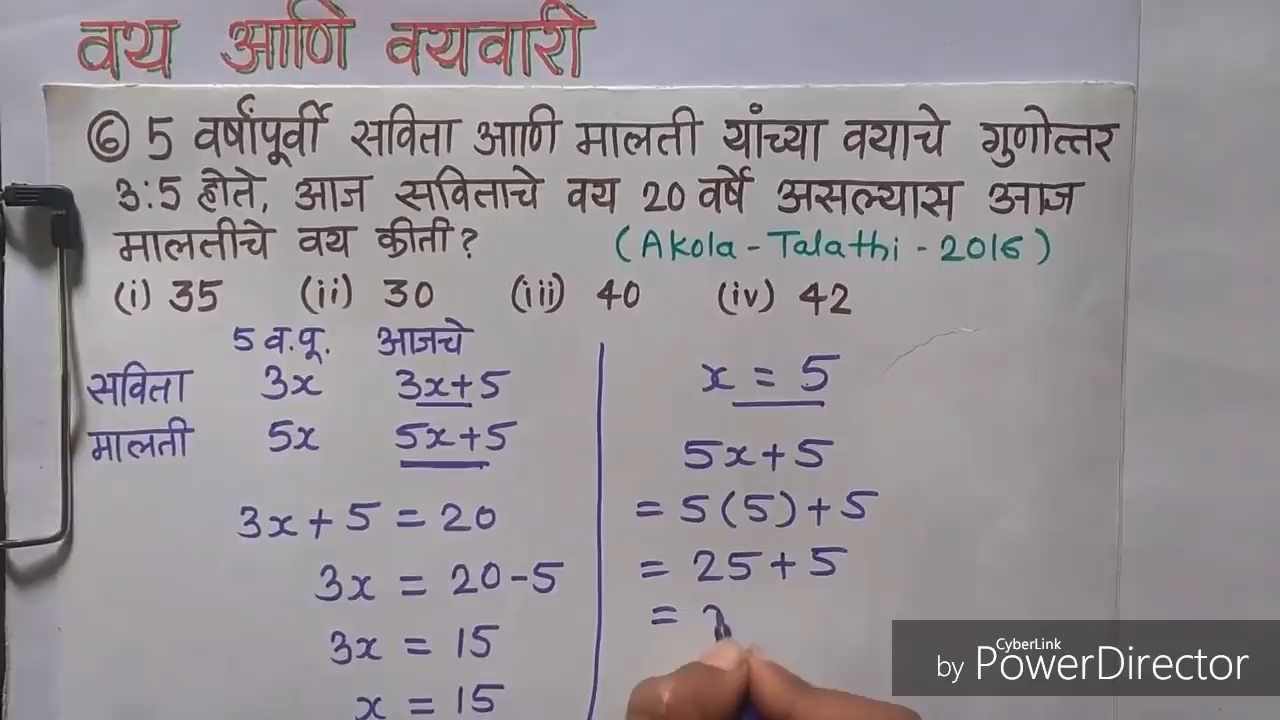 वय आणि वयवारी
⑥ 5 वर्षांपूर्वी सविता आणि मालती यांच्या वयाचे गुणोत्तर
3:5 होते, आज सविताचे वय 20 वर्षे असल्यास आज
मालतीचे वय कीती? (Akola - Talathi - 2016)
(i) 35 (ii) 30 (iii) 40 (iv) 42
5 व.पू. आजचे
सविता 3x 3x+5
मालती 5x 5x+5
3x + 5 = 20
3x = 20-5
3x = 15
x = 15
x = 5
5x+5
= 5(5)+5
= 25+5
=
CyberLink
by PowerDirector